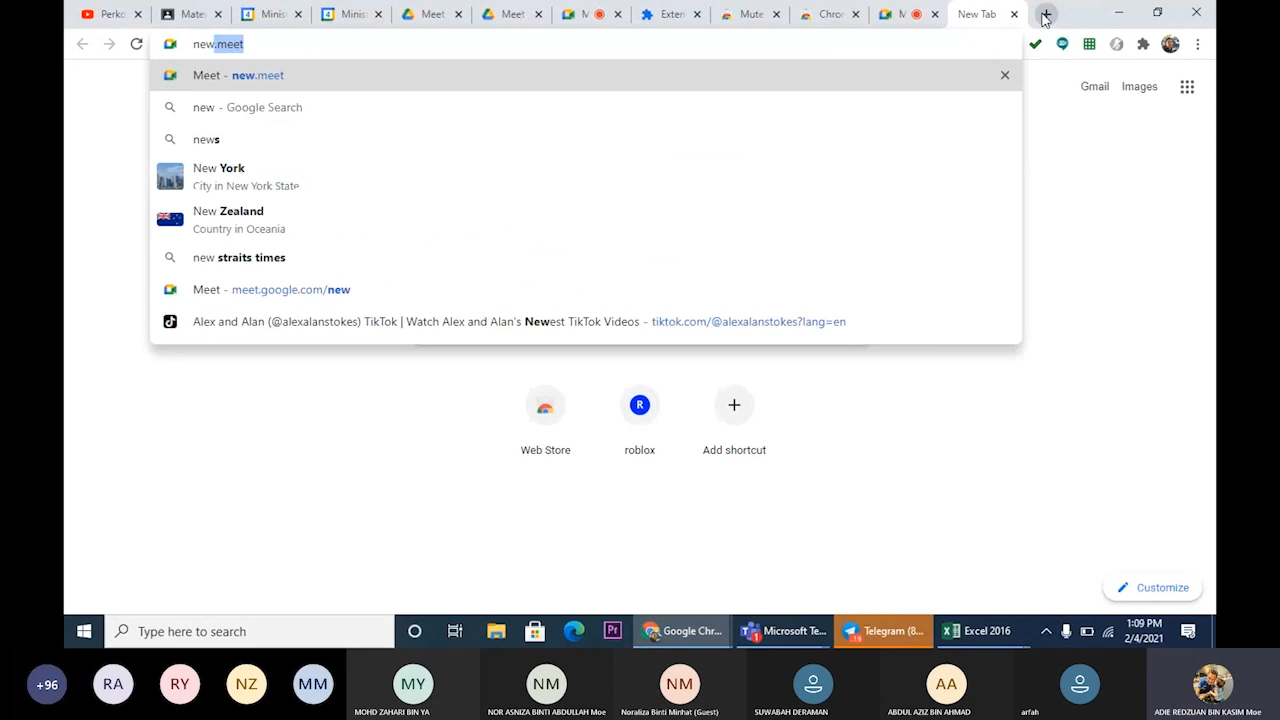 Perko
Mater
Minis
Minis
Meet
Meet
M
Exten
Mute
Chro
M
New Tab
new.meet
Meet - new.meet
new - Google Search
news
New York
City in New York State
New Zealand
Country in Oceania
new straits times
Meet - meet.google.com/new
Alex and Alan (@alexalanstokes) TikTok | Watch Alex and Alan's Newest TikTok Videos - tiktok.com/@alexalanstokes?lang=en
Gmail Images
R
Web Store
roblox
Add shortcut
Customize
Type here to search
Pr
Google Chr...
Microsoft Te...
Telegram (8...
Excel 2016
1:09 PM
2/4/2021
+96
RA
RY
NZ
MM
MY
NM
NM
AA
MOHD ZAHARI BIN YA
NOR ASNIZA BINTI ABDULLAH Moe
Noraliza Binti Minhat (Guest)
SUWABAH DERAMAN
ABDUL AZIZ BIN AHMAD
arfah
ADIE REDZUAN BIN KASIM Moe